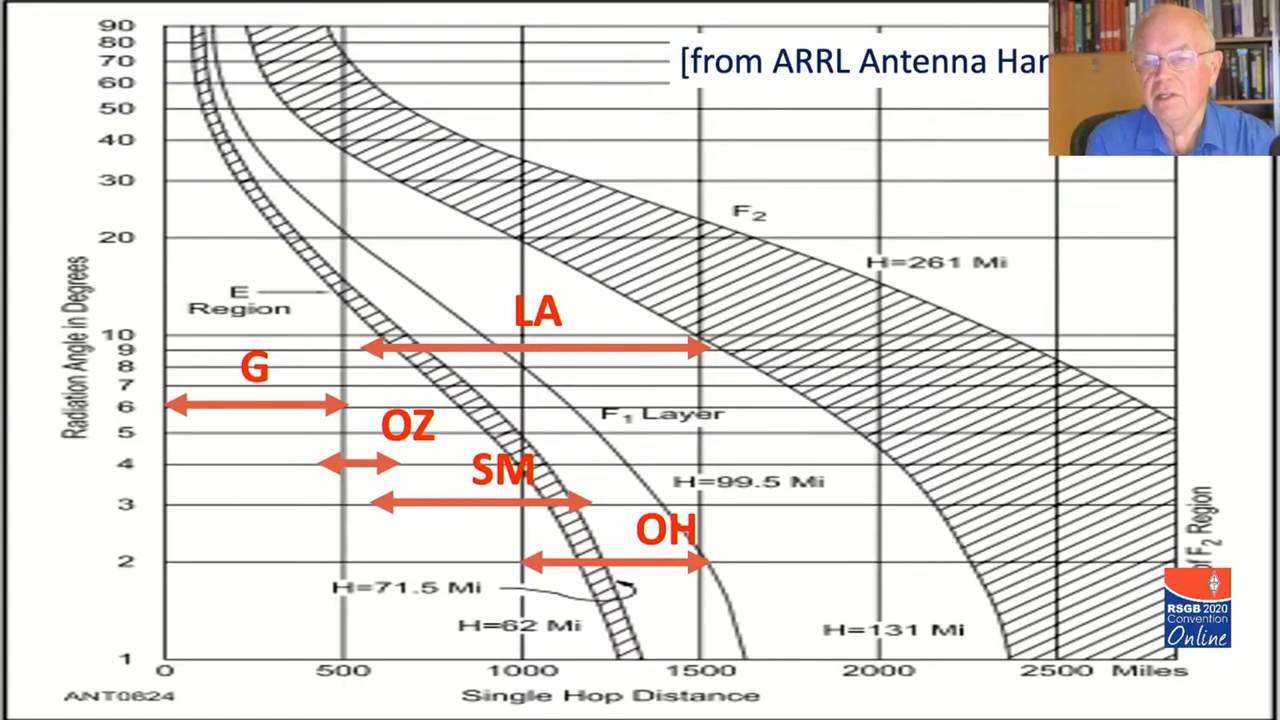 90
80
70
60
50
40
30
20
10
9
8
7
6
5
4
3
2
1
Radiation Angle in Degrees
[from ARRL Antenna Har
F2
H=261 Mi
E
Region
LA
G
F1 Layer
OZ
SM
H=99.5 Mi
OH
H=71.5 Mi
H=62 Mi
H=131 Mi
of F2 Region
RSGB 2020
Convention
Online
0 500 1000 1500 2000 2500 Miles
ANT0824 Single Hop Distance